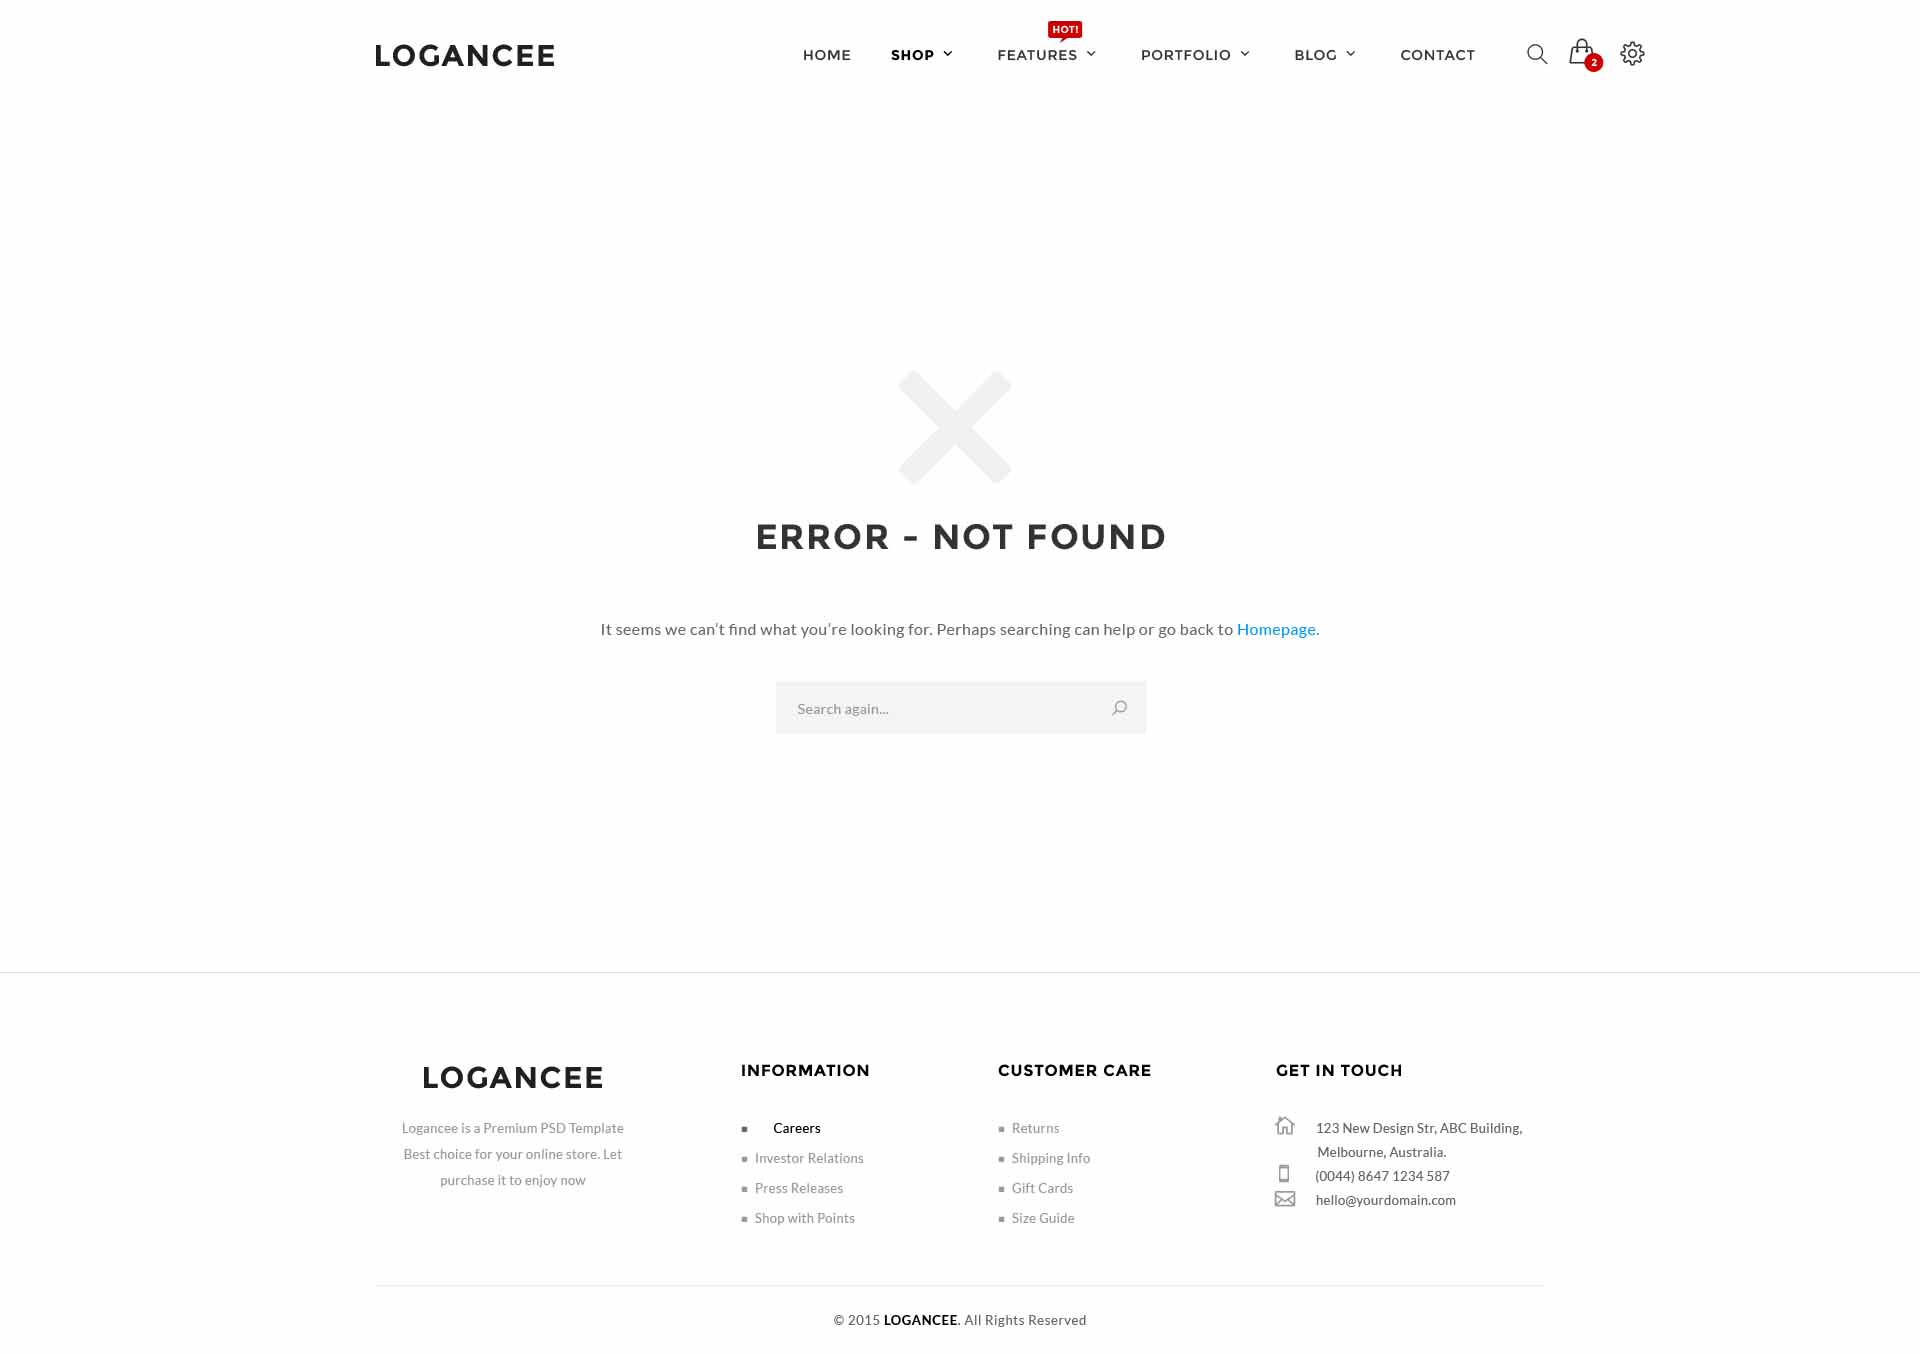 HOT!
LOGANCEE HOME SHOP FEATURES PORTFOLIO BLOG CONTACT 2
ERROR - NOT FOUND
It seems we can't find what you're looking for. Perhaps searching can help or go back to Homepage.
Search again...
LOGANCEE
Logancee is a Premium PSD Template
Best choice for your online store. Let
purchase it to enjoy now
INFORMATION
Careers
Investor Relations
Press Releases
Shop with Points
CUSTOMER CARE
Returns
Shipping Info
Gift Cards
Size Guide
GET IN TOUCH
123 New Design Str, ABC Building,
Melbourne, Australia.
(0044) 8647 1234 587
hello@yourdomain.com
© 2015 LOGANCEE. All Rights Reserved